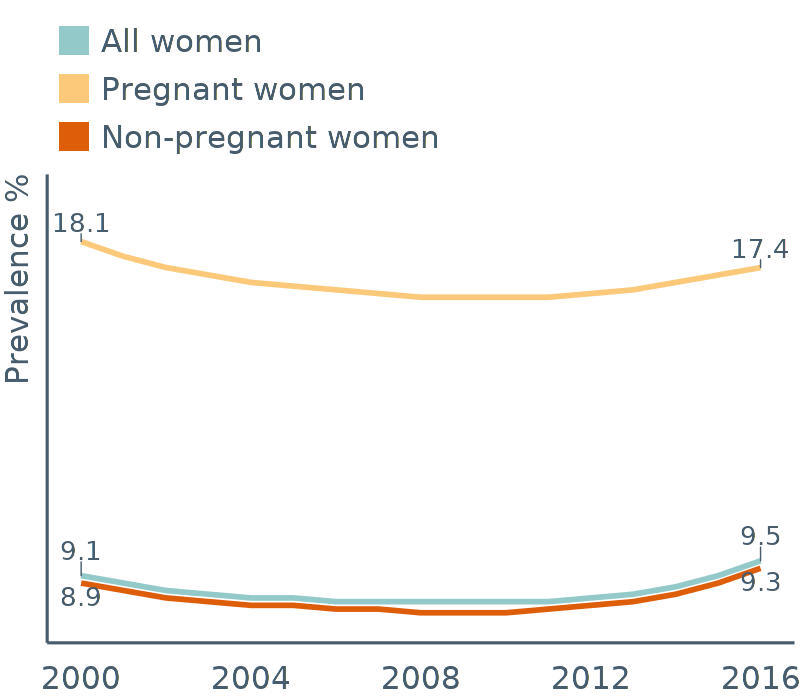 All women
Pregnant women
Non-pregnant women
Prevalence %
18.1
17.4
9.1
8.9
9.5
9.3
2000 2004 2008 2012 2016